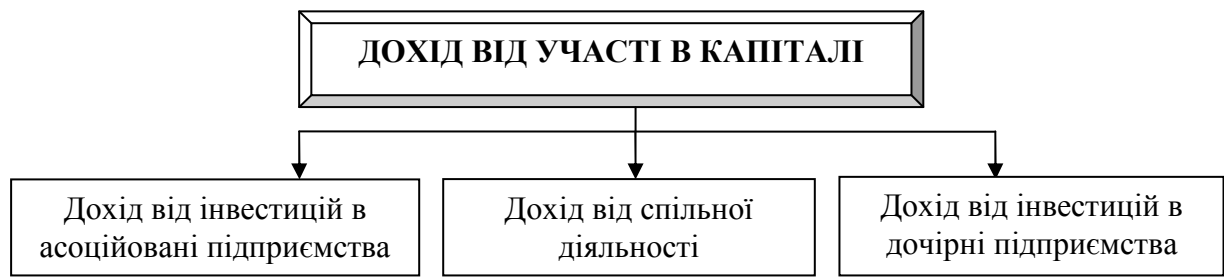 ДОХІД ВІД УЧАСТІ В КАПІТАЛІ
Дохід від інвестицій в
асоційовані підприємства
Дохід від спільної
діяльності
Дохід від інвестицій в
дочірні підприємства